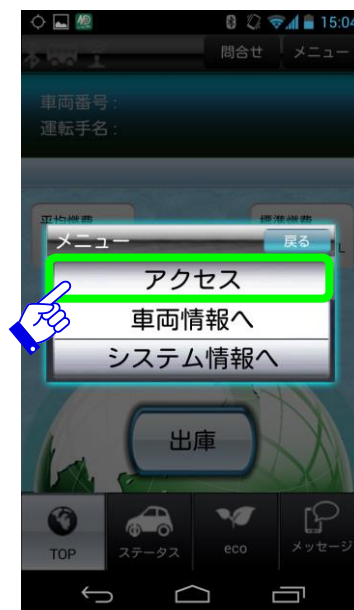 15:04
問合せ メニュー
車両番号 :
運転手名 :
平均燃費 標準燃費
メニュー 戻る
L
アクセス
車両情報へ
システム情報へ
出庫
TOP ステータス eco メッセージ